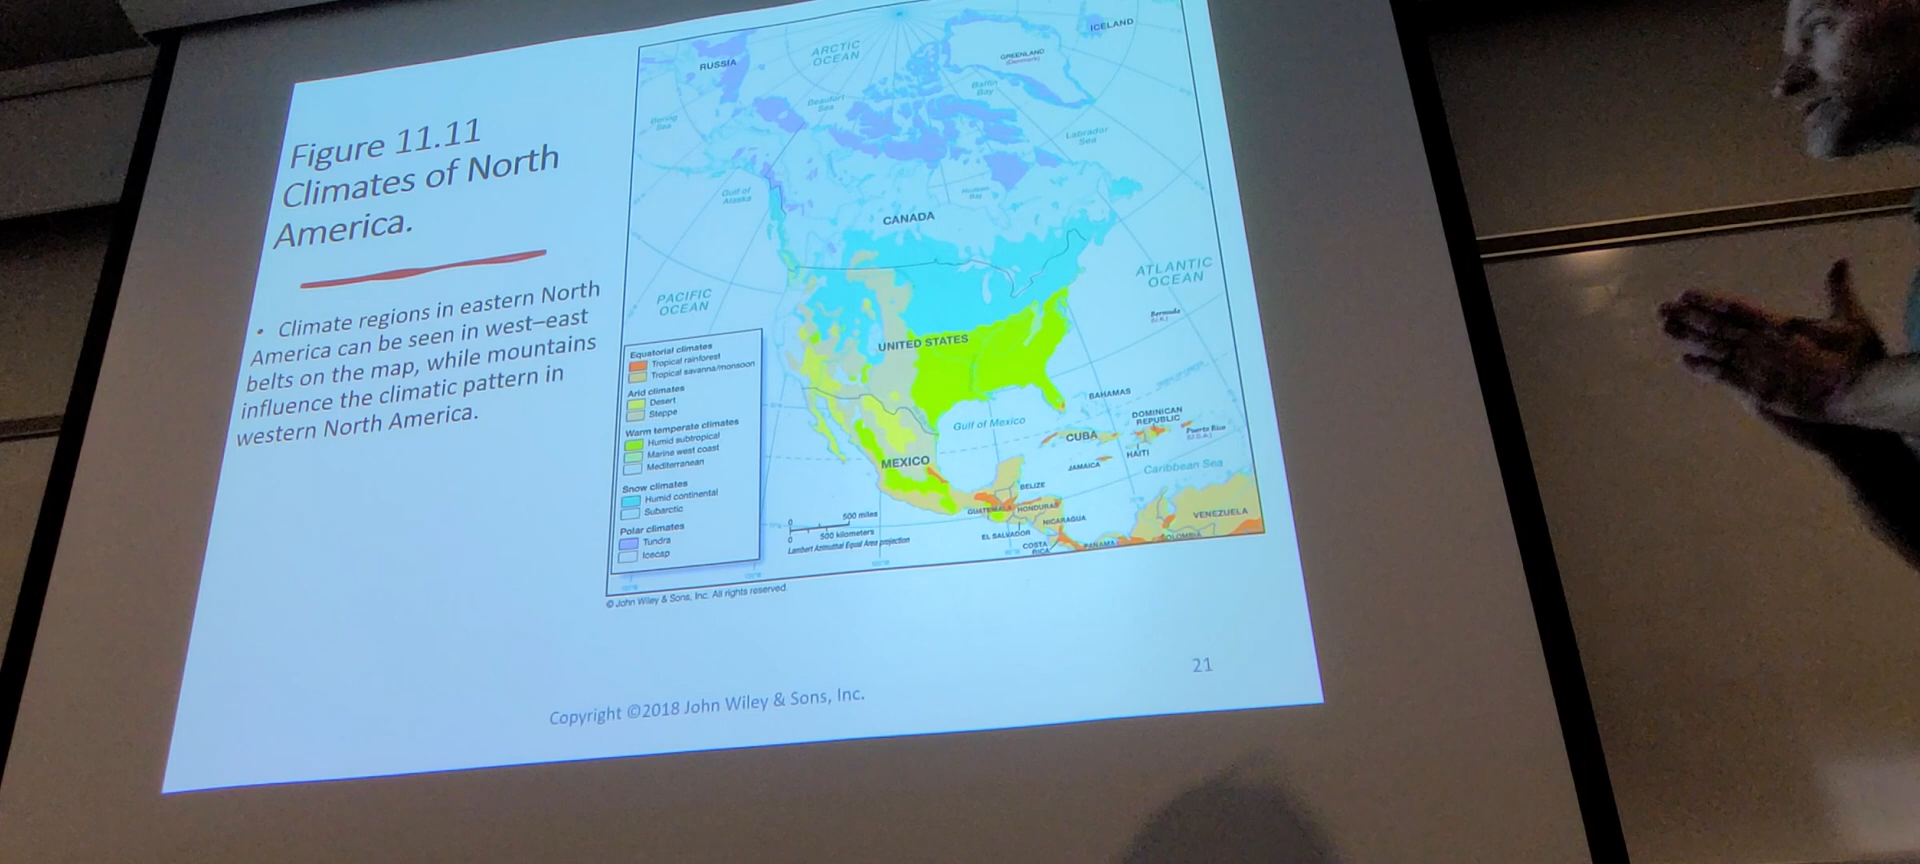 Figure 11.11
Climates of North
America.
• Climate regions in eastern North
America can be seen in west–east
belts on the map, while mountains
influence the climatic pattern in
western North America.
ICELAND
ARCTIC
OCEAN
GREENLAND
(Denmark)
RUSSIA
Baffin
Bay
Beaufort
Sea
Bering
Sea
Labrador
Sea
Gulf of
Alaska
Hudson
Bay
CANADA
ATLANTIC
OCEAN
PACIFIC
OCEAN
Bermuda
UNITED STATES
Equatorial climates
Tropical rainforest
Tropical savanna/monsoon
Arid climates
Desert
Steppe
Warm temperate climates
Humid subtropical
Marine west coast
Mediterranean
Snow climates
Humid continental
Subarctic
Polar climates
Tundra
Icecap
BAHAMAS
Gulf of Mexico
DOMINICAN
REPUBLIC
Puerto Rico
(U.S.A.)
CUBA
HAITI
JAMAICA
Caribbean Sea
MEXICO
BELIZE
GUATEMALA
HONDURAS
NICARAGUA
EL SALVADOR
COSTA
RICA
PANAMA
COLOMBIA
VENEZUELA
0 500 miles
0 500 kilometers
Lambert Azimuthal Equal Area projection
© John Wiley & Sons, Inc. All rights reserved.
21
Copyright ©2018 John Wiley & Sons, Inc.